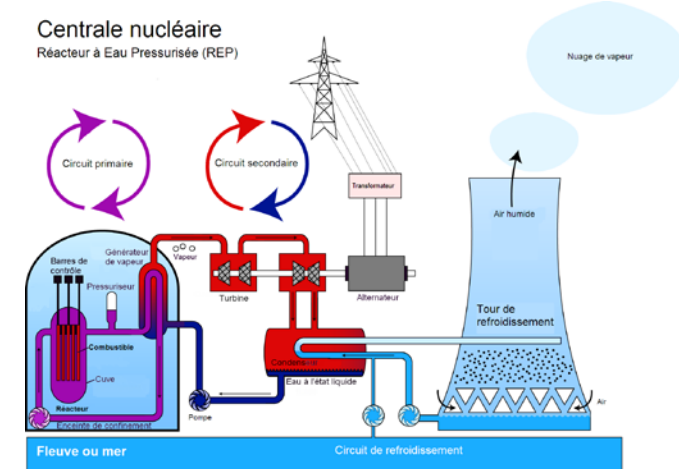 Centrale nucléaire
Réacteur à Eau Pressurisée (REP)
Nuage de vapeur
Circuit primaire
Circuit secondaire
Transformateur
Air humide
Barres de
contrôle
Générateur
de vapeur
Vapeur
Pressuriseur
Turbine
Alternateur
Tour de
refroidissement
Combustible
Condenseur
Cuve
Eau à l'état liquide
Réacteur
Pompe
Air
Enceinte de confinement
Fleuve ou mer
Circuit de refroidissement